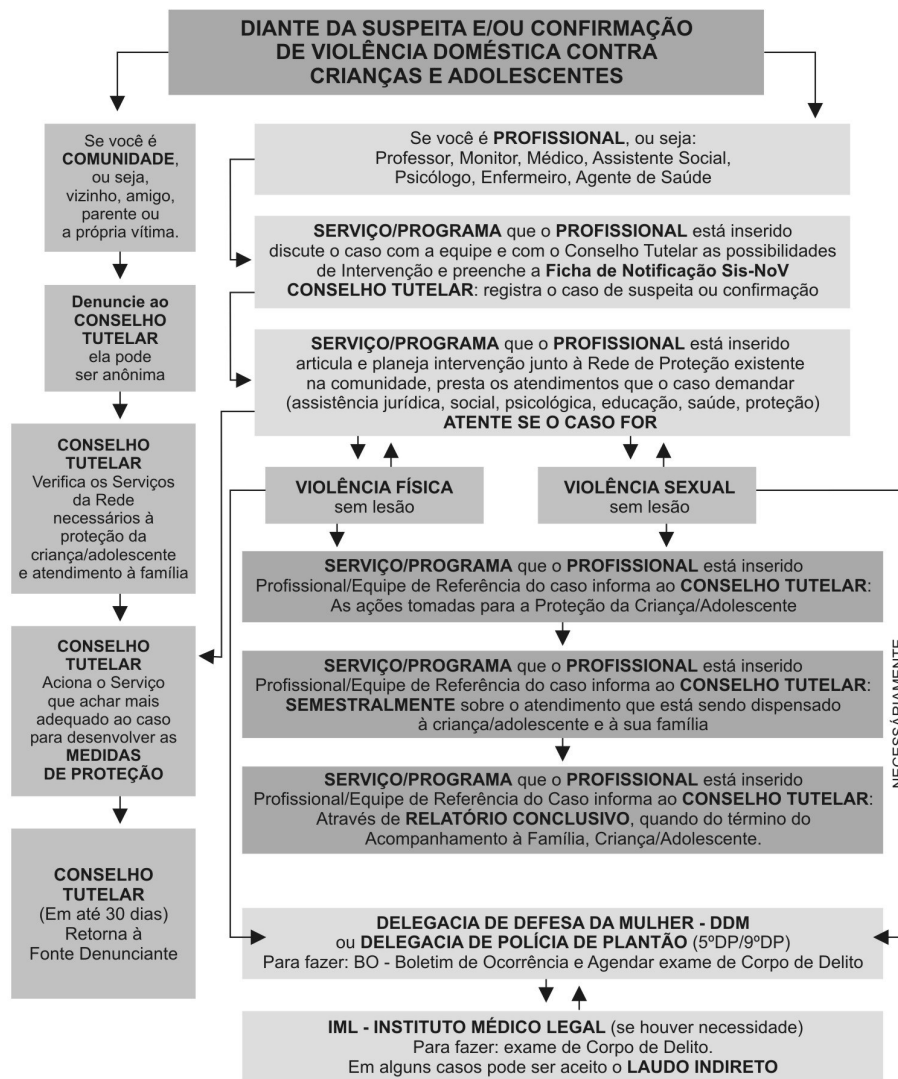 DIANTE DA SUSPEITA E/OU CONFIRMAÇÃO
DE VIOLÊNCIA DOMÉSTICA CONTRA
CRIANÇAS E ADOLESCENTES
Se você é
COMUNIDADE,
ou seja,
vizinho, amigo,
parente ou
a própria vítima.
Denuncie ao
CONSELHO
TUTELAR
ela pode
ser anônima
CONSELHO
TUTELAR
Verifica os Serviços
da Rede
necessários à
proteção da
criança/adolescente
e atendimento à família
CONSELHO
TUTELAR
Aciona o Serviço
que achar mais
adequado ao caso
para desenvolver as
MEDIDAS
DE PROTEÇÃO
CONSELHO
TUTELAR
(Em até 30 dias)
Retorna à
Fonte Denunciante
Se você é PROFISSIONAL, ou seja:
Professor, Monitor, Médico, Assistente Social,
Psicólogo, Enfermeiro, Agente de Saúde
SERVIÇO/PROGRAMA que o PROFISSIONAL está inserido
discute o caso com a equipe e com o Conselho Tutelar as possibilidades
de Intervenção e preenche a Ficha de Notificação Sis-NoV
CONSELHO TUTELAR: registra o caso de suspeita ou confirmação
SERVIÇO/PROGRAMA que o PROFISSIONAL está inserido
articula e planeja intervenção junto à Rede de Proteção existente
na comunidade, presta os atendimentos que o caso demandar
(assistência jurídica, social, psicológica, educação, saúde, proteção)
ATENTE SE O CASO FOR
VIOLÊNCIA FÍSICA
sem lesão
VIOLÊNCIA SEXUAL
sem lesão
SERVIÇO/PROGRAMA que o PROFISSIONAL está inserido
Profissional/Equipe de Referência do caso informa ao CONSELHO TUTELAR:
As ações tomadas para a Proteção da Criança/Adolescente
SERVIÇO/PROGRAMA que o PROFISSIONAL está inserido
Profissional/Equipe de Referência do caso informa ao CONSELHO TUTELAR:
SEMESTRALMENTE sobre o atendimento que está sendo dispensado
à criança/adolescente e à sua família
SERVIÇO/PROGRAMA que o PROFISSIONAL está inserido
Profissional/Equipe de Referência do Caso informa ao CONSELHO TUTELAR:
Através de RELATÓRIO CONCLUSIVO, quando do término do
Acompanhamento à Família, Criança/Adolescente.
NECESSÁRIAMENTE
DELEGACIA DE DEFESA DA MULHER - DDM
ou DELEGACIA DE POLÍCIA DE PLANTÃO (5ºDP/9ºDP)
Para fazer: BO - Boletim de Ocorrência e Agendar exame de Corpo de Delito
IML - INSTITUTO MÉDICO LEGAL (se houver necessidade)
Para fazer: exame de Corpo de Delito.
Em alguns casos pode ser aceito o LAUDO INDIRETO